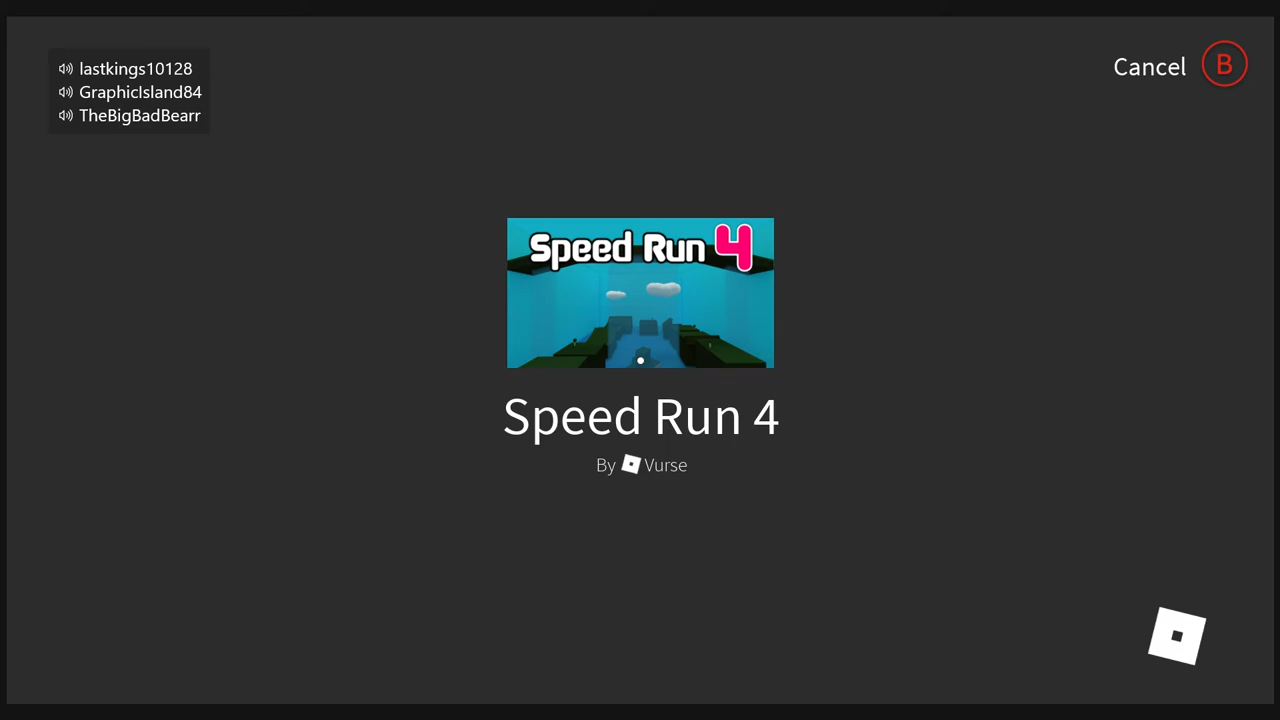 lastkings10128
GraphicIsland84
TheBigBadBearr
Cancel B
Speed Run 4
Speed Run 4
By Vurse